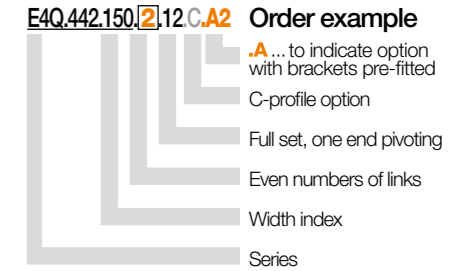 E4Q.442.150.2.12.C.A2 Order example
.A ... to indicate option
with brackets pre-fitted
C-profile option
Full set, one end pivoting
Even numbers of links
Width index
Series